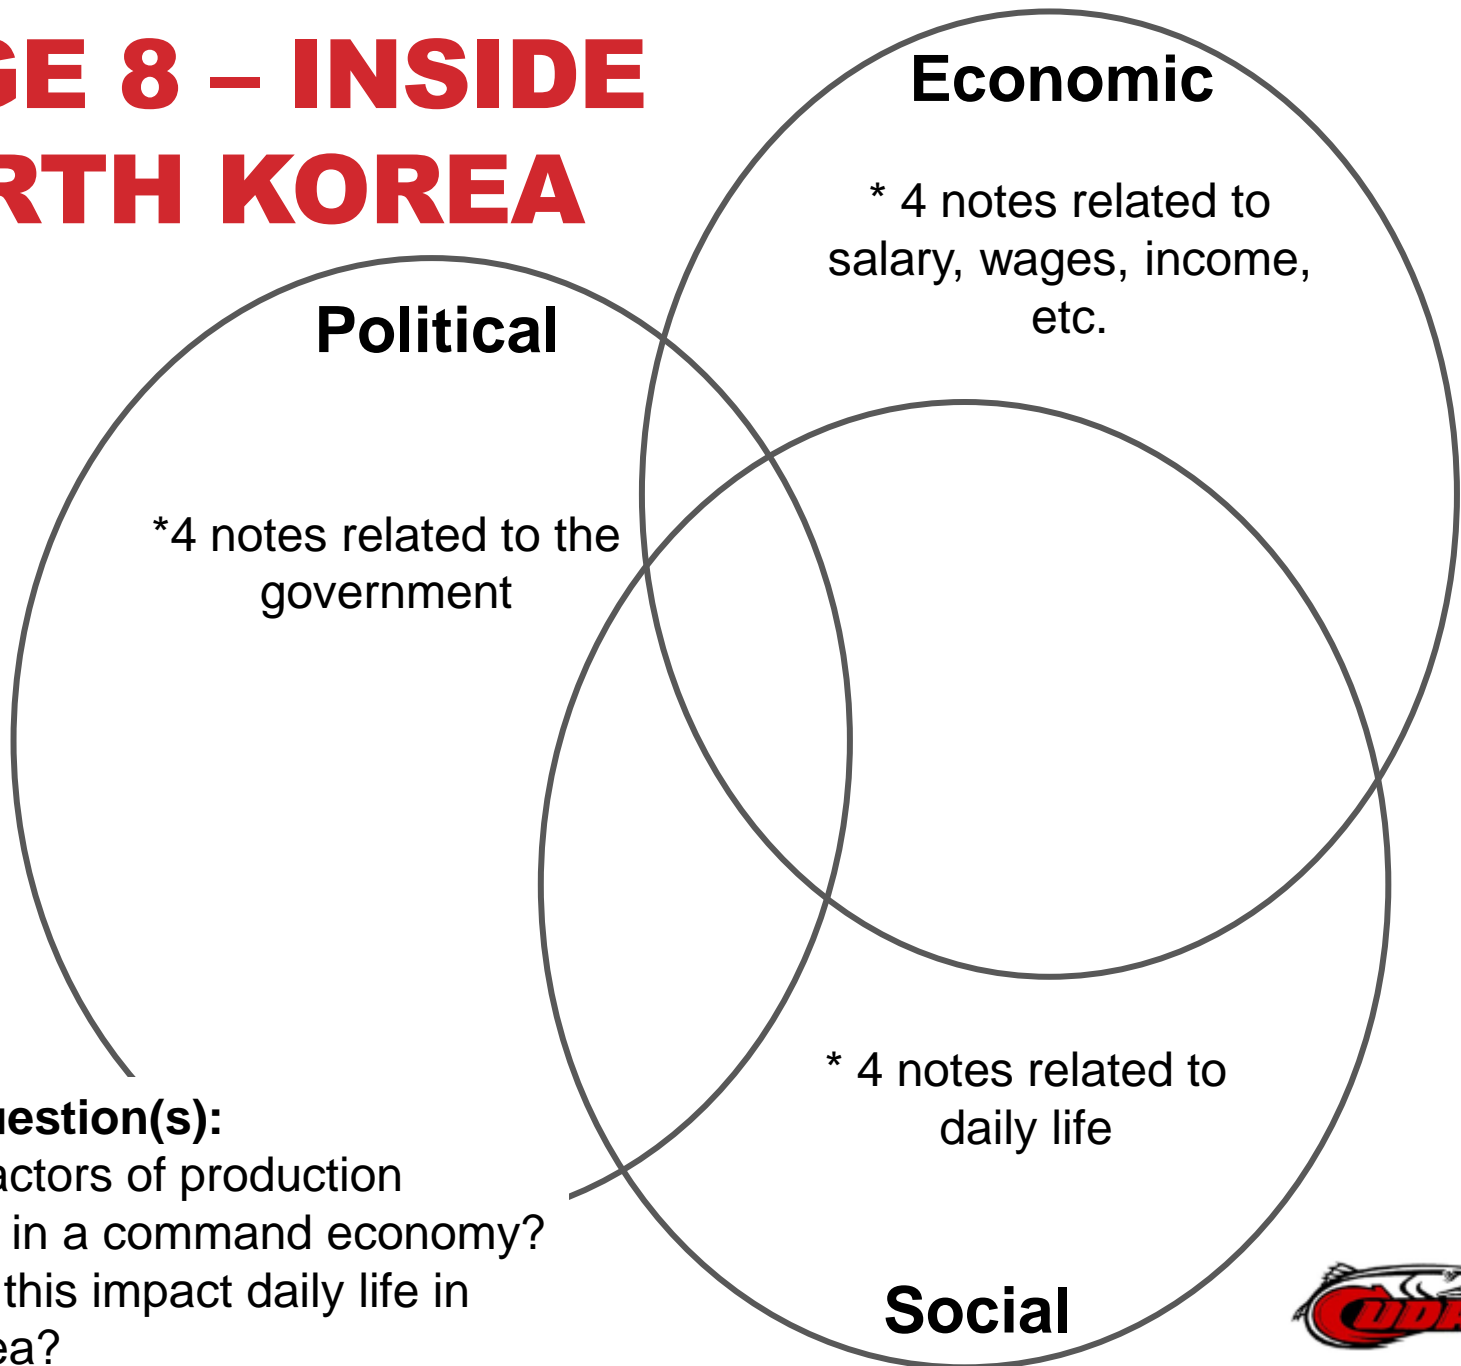 GE 8 – INSIDE
RTH KOREA
Economic
* 4 notes related to
salary, wages, income,
etc.
Political
*4 notes related to the
government
* 4 notes related to
daily life
uestion(s):
actors of production
in a command economy?
this impact daily life in
ea?
Social